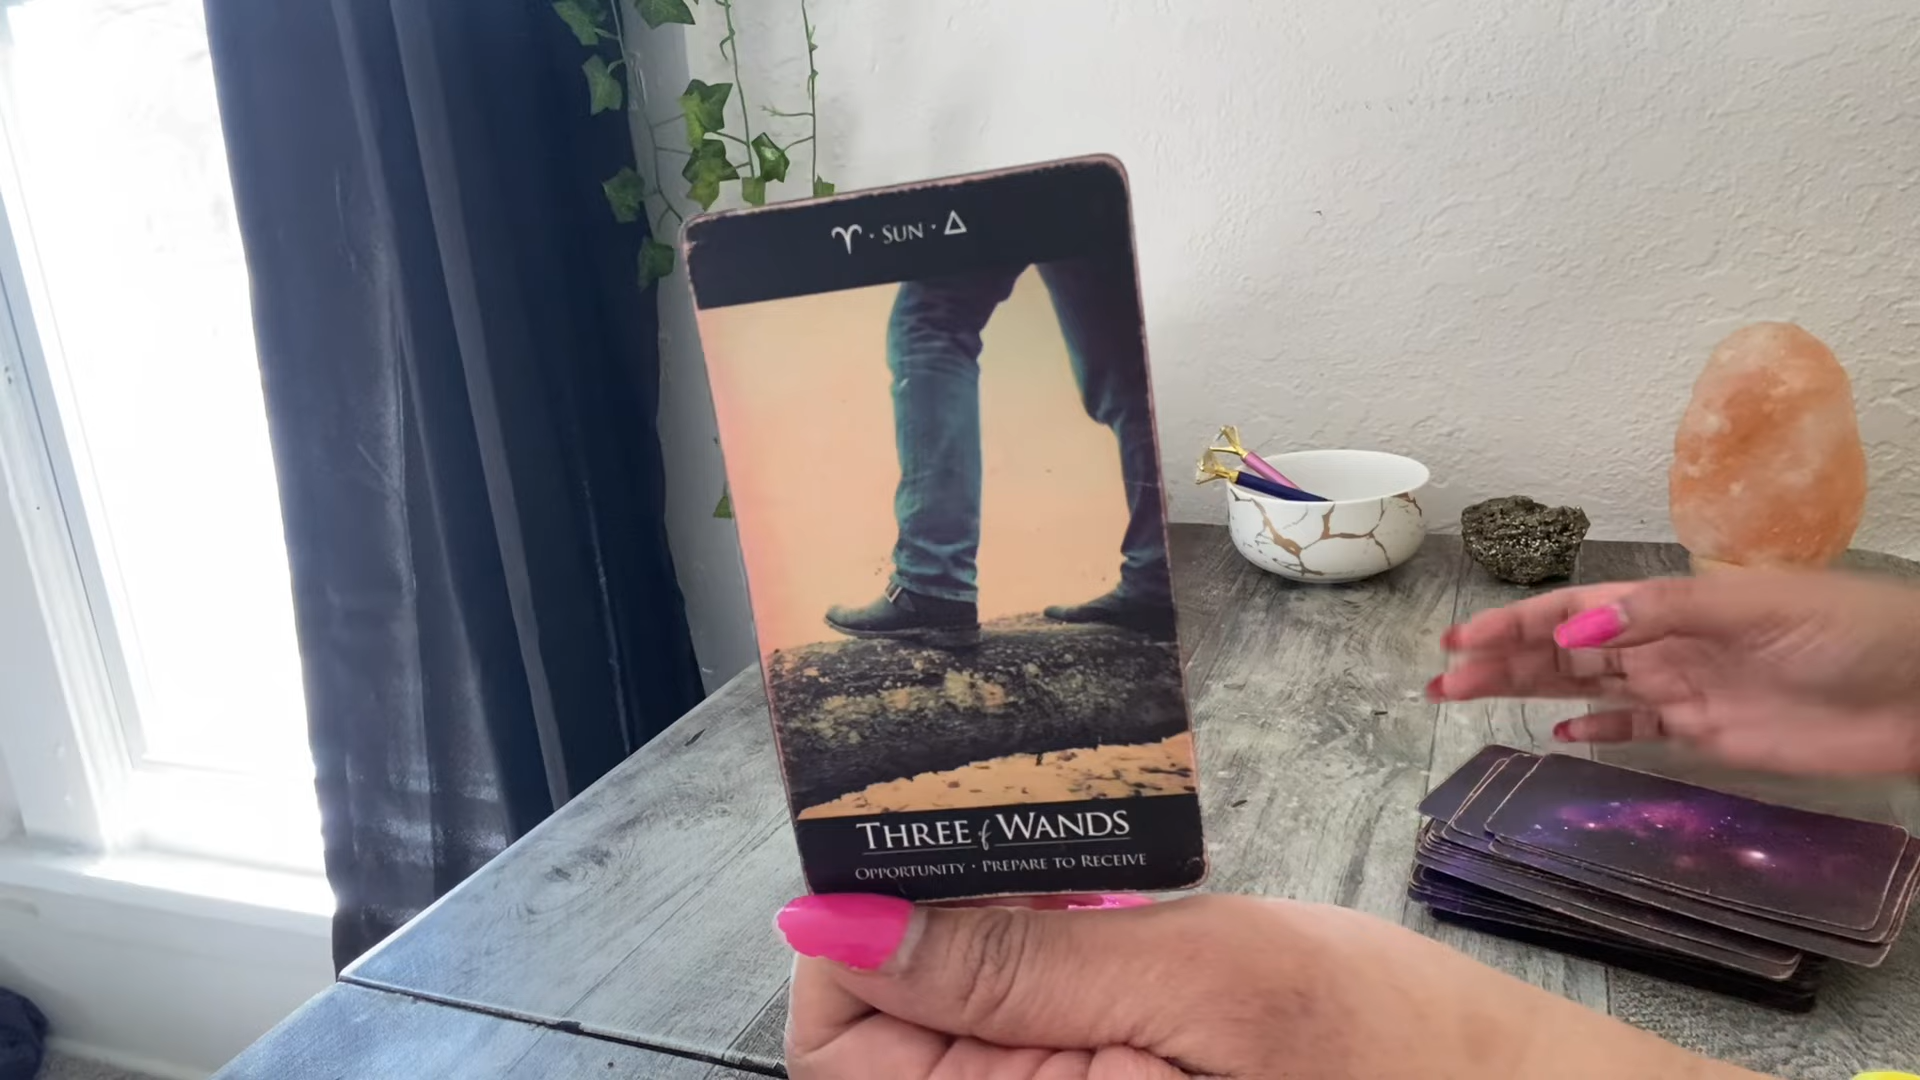 ♈ · SUN · △
THREE of WANDS
OPPORTUNITY · PREPARE TO RECEIVE